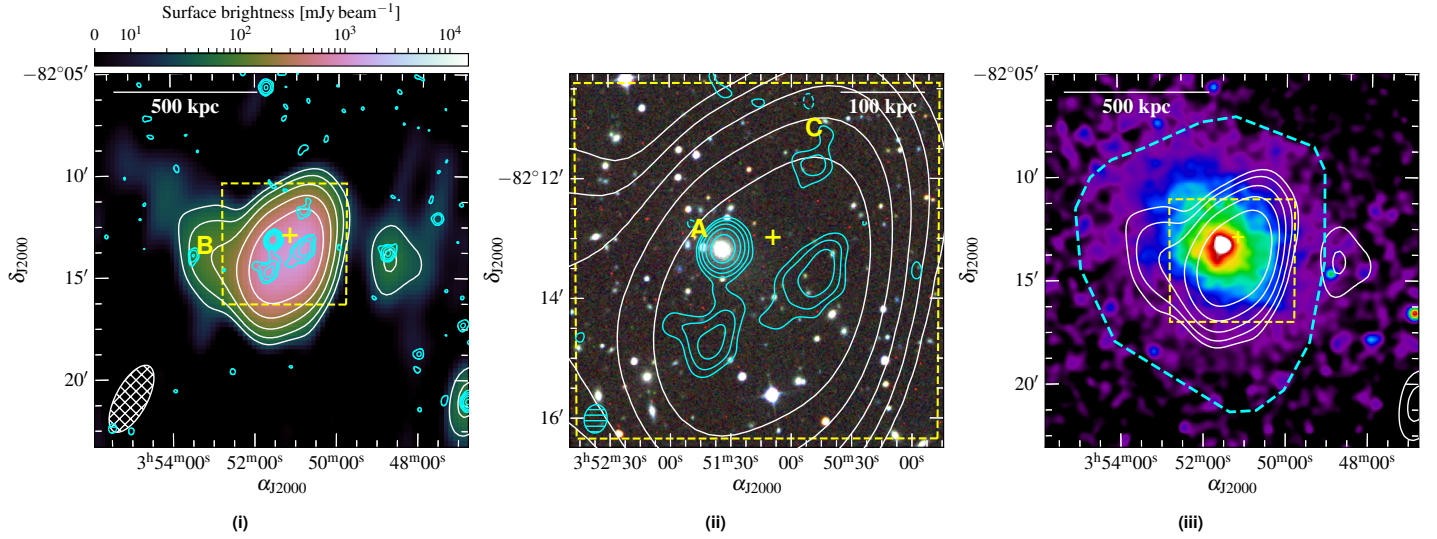 Surface brightness [mJy beam⁻¹]
0 10¹ 10² 10³ 10⁴
−82°05′
10′
15′
20′
δJ2000
500 kpc
B
3ʰ54ᵐ00ˢ 52ᵐ00ˢ 50ᵐ00ˢ 48ᵐ00ˢ
αJ2000
(i)
−82°12′
14′
16′
δJ2000
100 kpc
C
A
3ʰ52ᵐ30ˢ 00ˢ 51ᵐ30ˢ 00ˢ 50ᵐ30ˢ 00ˢ
αJ2000
(ii)
−82°05′
10′
15′
20′
δJ2000
500 kpc
3ʰ54ᵐ00ˢ 52ᵐ00ˢ 50ᵐ00ˢ 48ᵐ00ˢ
αJ2000
(iii)